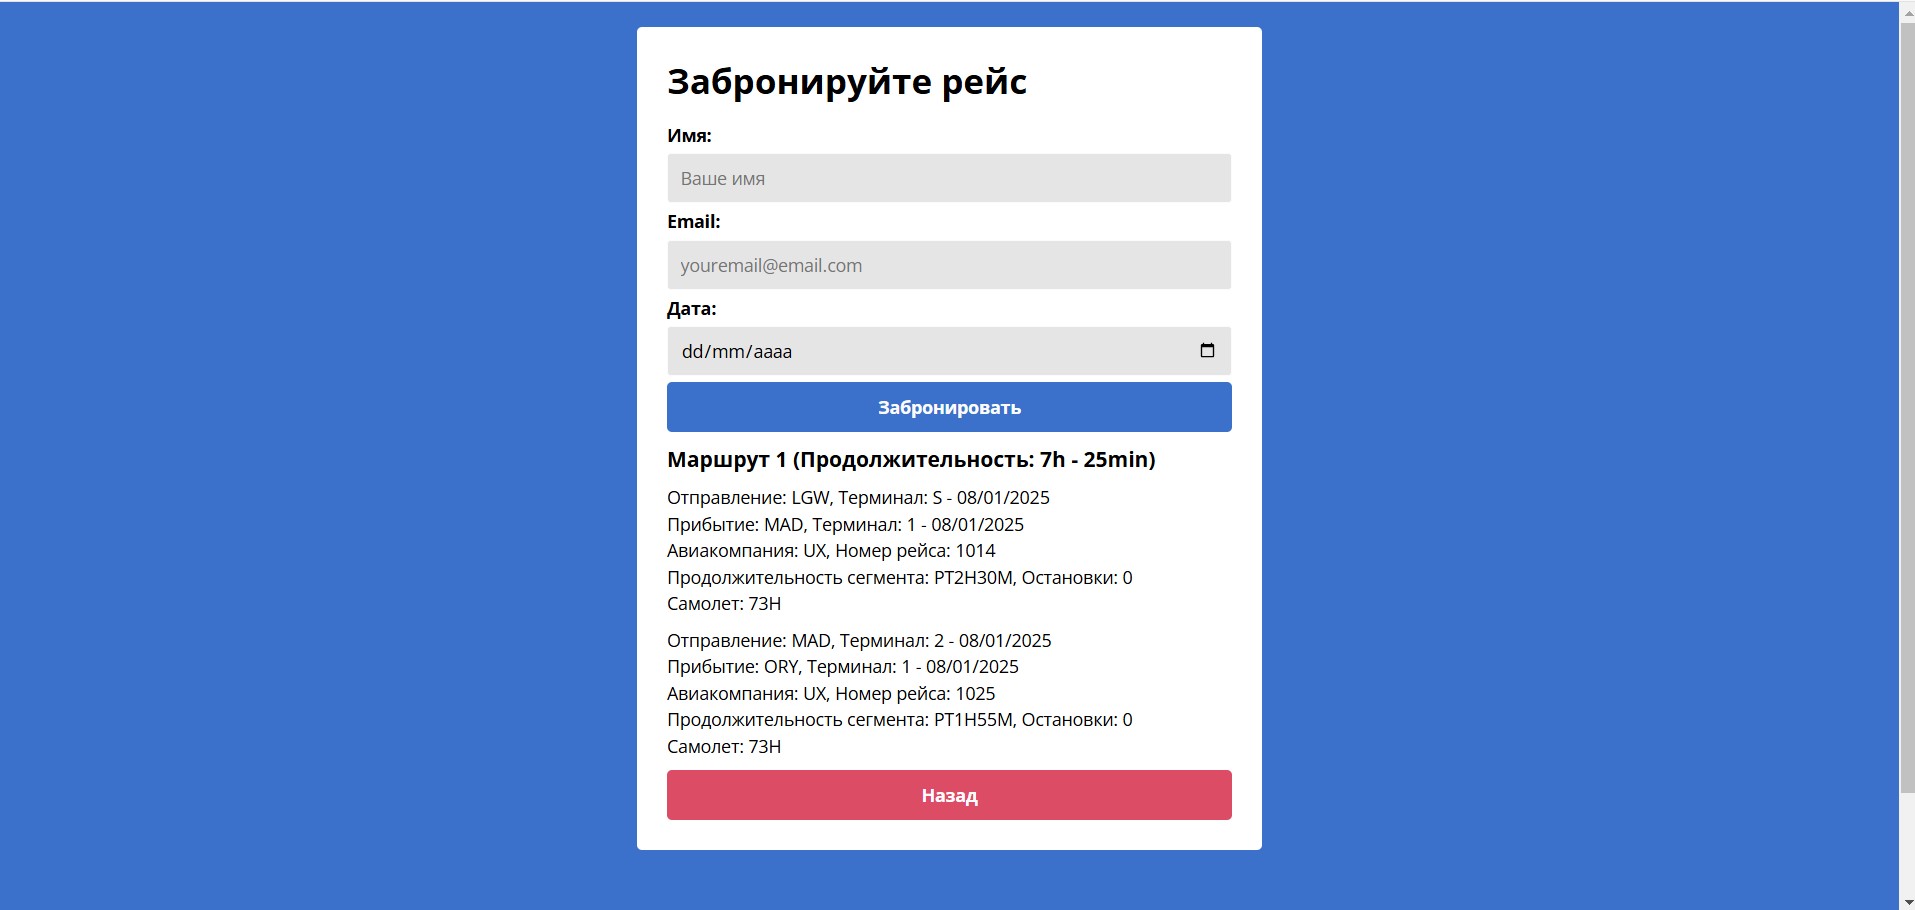 Забронируйте рейс
Имя:
Ваше имя
Email:
youremail@email.com
Дата:
dd/mm/aaaa
Забронировать
Маршрут 1 (Продолжительность: 7h - 25min)
Отправление: LGW, Терминал: S - 08/01/2025
Прибытие: MAD, Терминал: 1 - 08/01/2025
Авиакомпания: UX, Номер рейса: 1014
Продолжительность сегмента: PT2H30M, Остановки: 0
Самолет: 73H
Отправление: MAD, Терминал: 2 - 08/01/2025
Прибытие: ORY, Терминал: 1 - 08/01/2025
Авиакомпания: UX, Номер рейса: 1025
Продолжительность сегмента: PT1H55M, Остановки: 0
Самолет: 73H
Назад